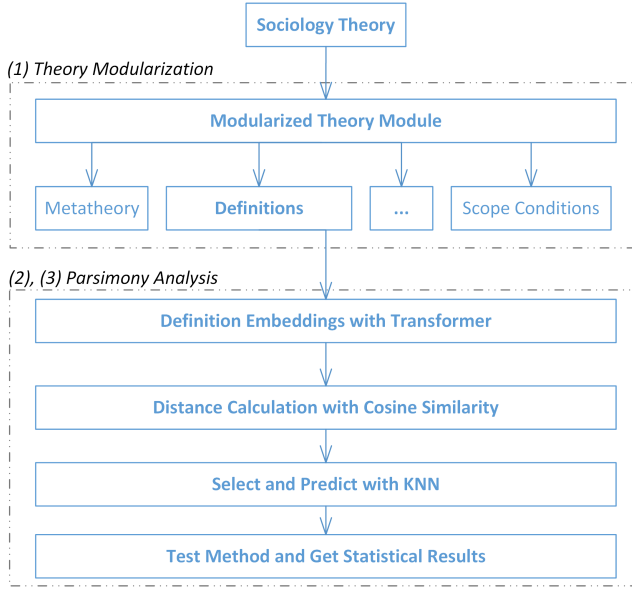 Sociology Theory
(1) Theory Modularization
Modularized Theory Module
Metatheory
Definitions
...
Scope Conditions
(2), (3) Parsimony Analysis
Definition Embeddings with Transformer
Distance Calculation with Cosine Similarity
Select and Predict with KNN
Test Method and Get Statistical Results